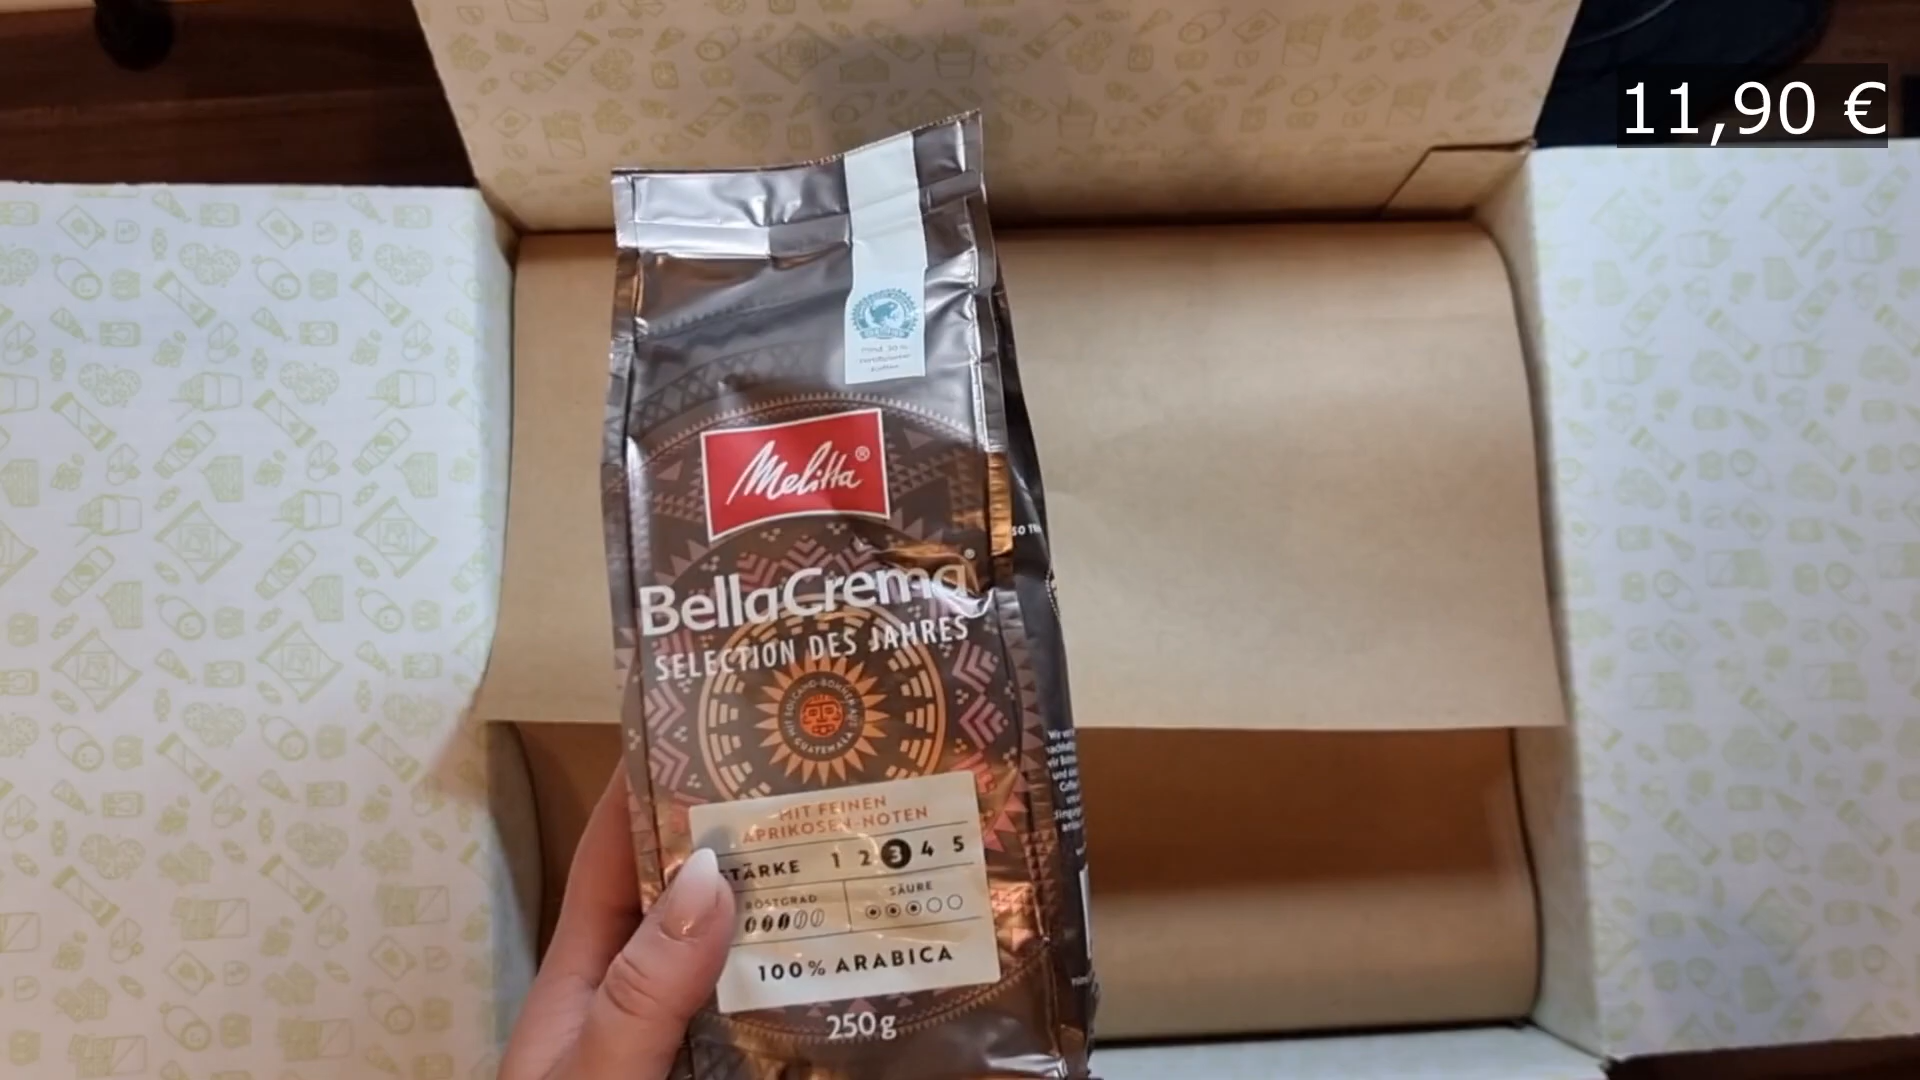 11,90 €
Melitta®
BellaCrema®
SELECTION DES JAHRES
MIT FEINEN
APRIKOSEN-NOTEN
STÄRKE 1 2 3 4 5
RÖSTGRAD
SÄURE
100% ARABICA
250g